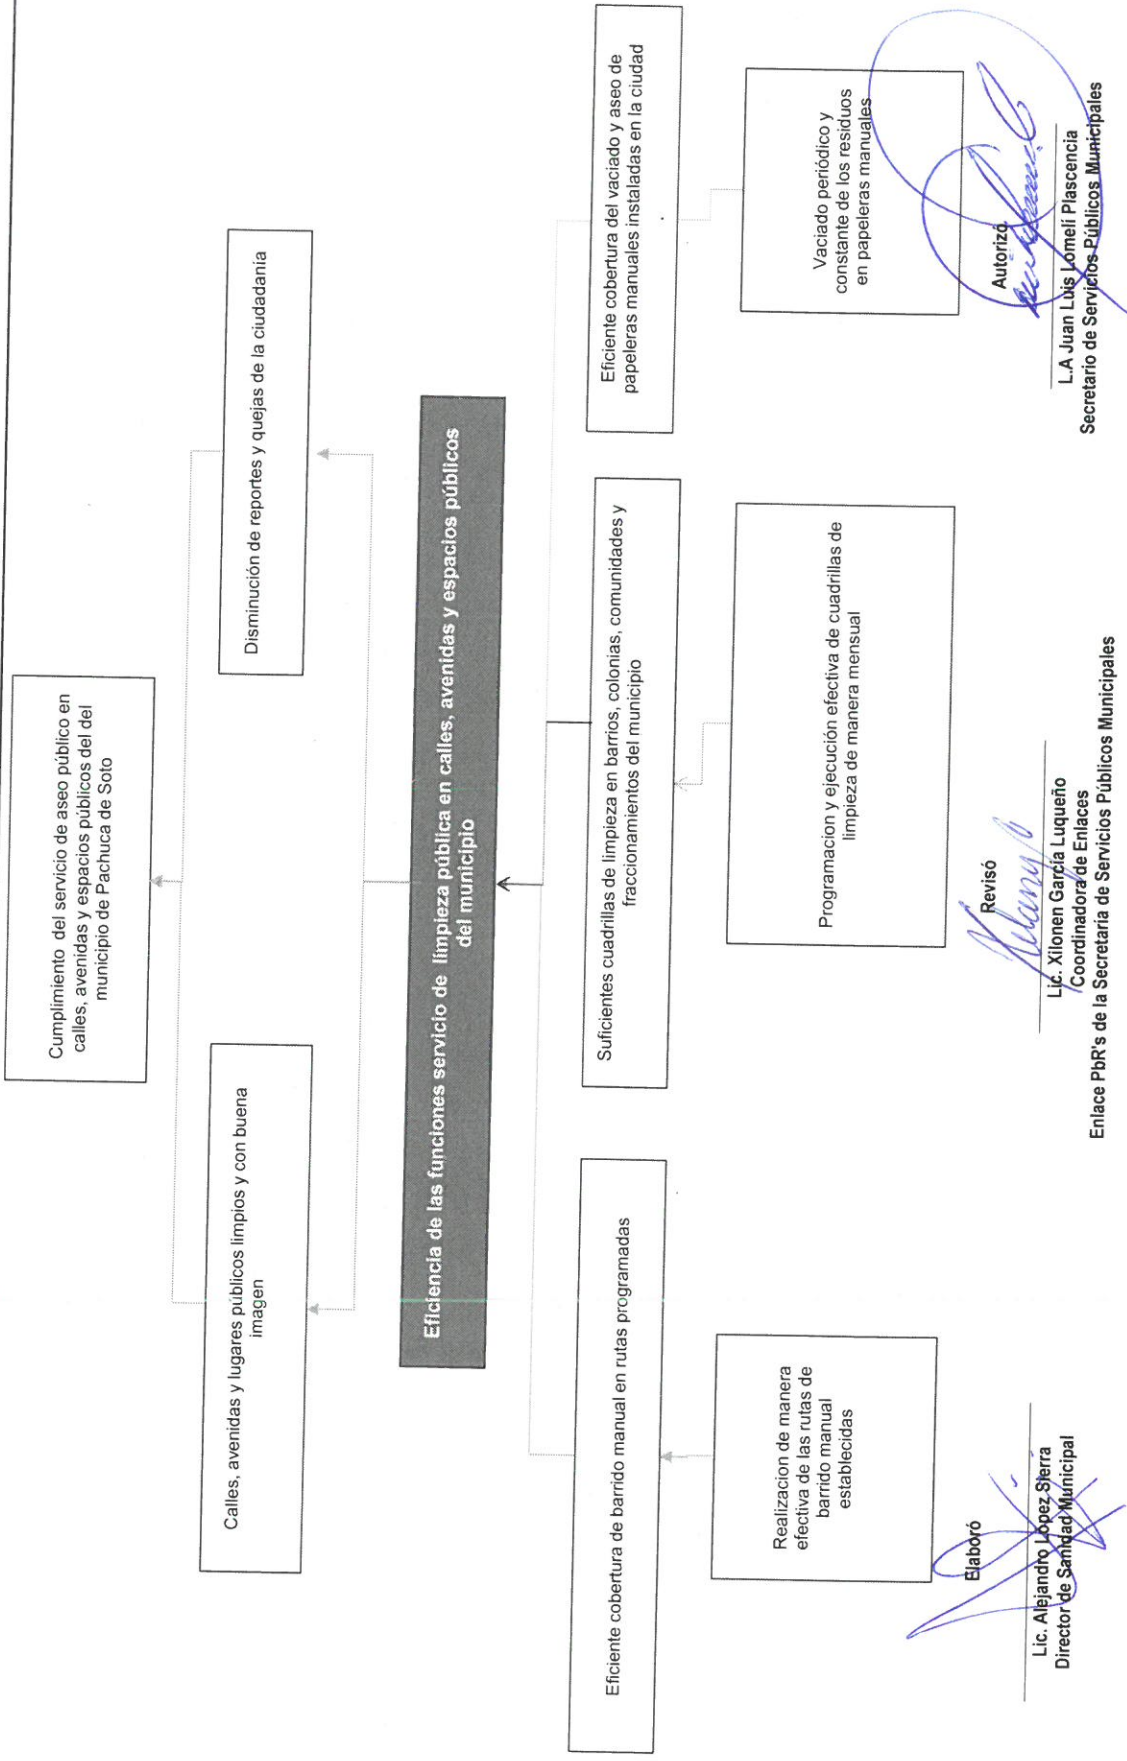 Cumplimiento del servicio de aseo público en
calles, avenidas y espacios públicos del del
municipio de Pachuca de Soto
Calles, avenidas y lugares públicos limpios y con buena
imagen
Disminución de reportes y quejas de la ciudadania
Eficiencia de las funciones servicio de limpieza pública en calles, avenidas y espacios públicos
del municipio
Eficiente cobertura de barrido manual en rutas programadas
Suficientes cuadrillas de limpieza en barrios, colonias, comunidades y
fraccionamientos del municipio
Eficiente cobertura del vaciado y aseo de
papeleras manuales instaladas en la ciudad
Realizacion de manera
efectiva de las rutas de
barrido manual
establecidas
Programacion y ejecución efectiva de cuadrillas de
limpieza de manera mensual
Vaciado periódico y
constante de los residuos
en papeleras manuales
Elaboró
Lic. Alejandro López Sierra
Director de Sanidad Municipal
Revisó
Lic. Xilonen García Luqueño
Coordinadora de Enlaces
Enlace PbR's de la Secretaría de Servicios Públicos Municipales
Autorizó
L.A Juan Luis Lomelí Plascencia
Secretario de Servicios Públicos Municipales